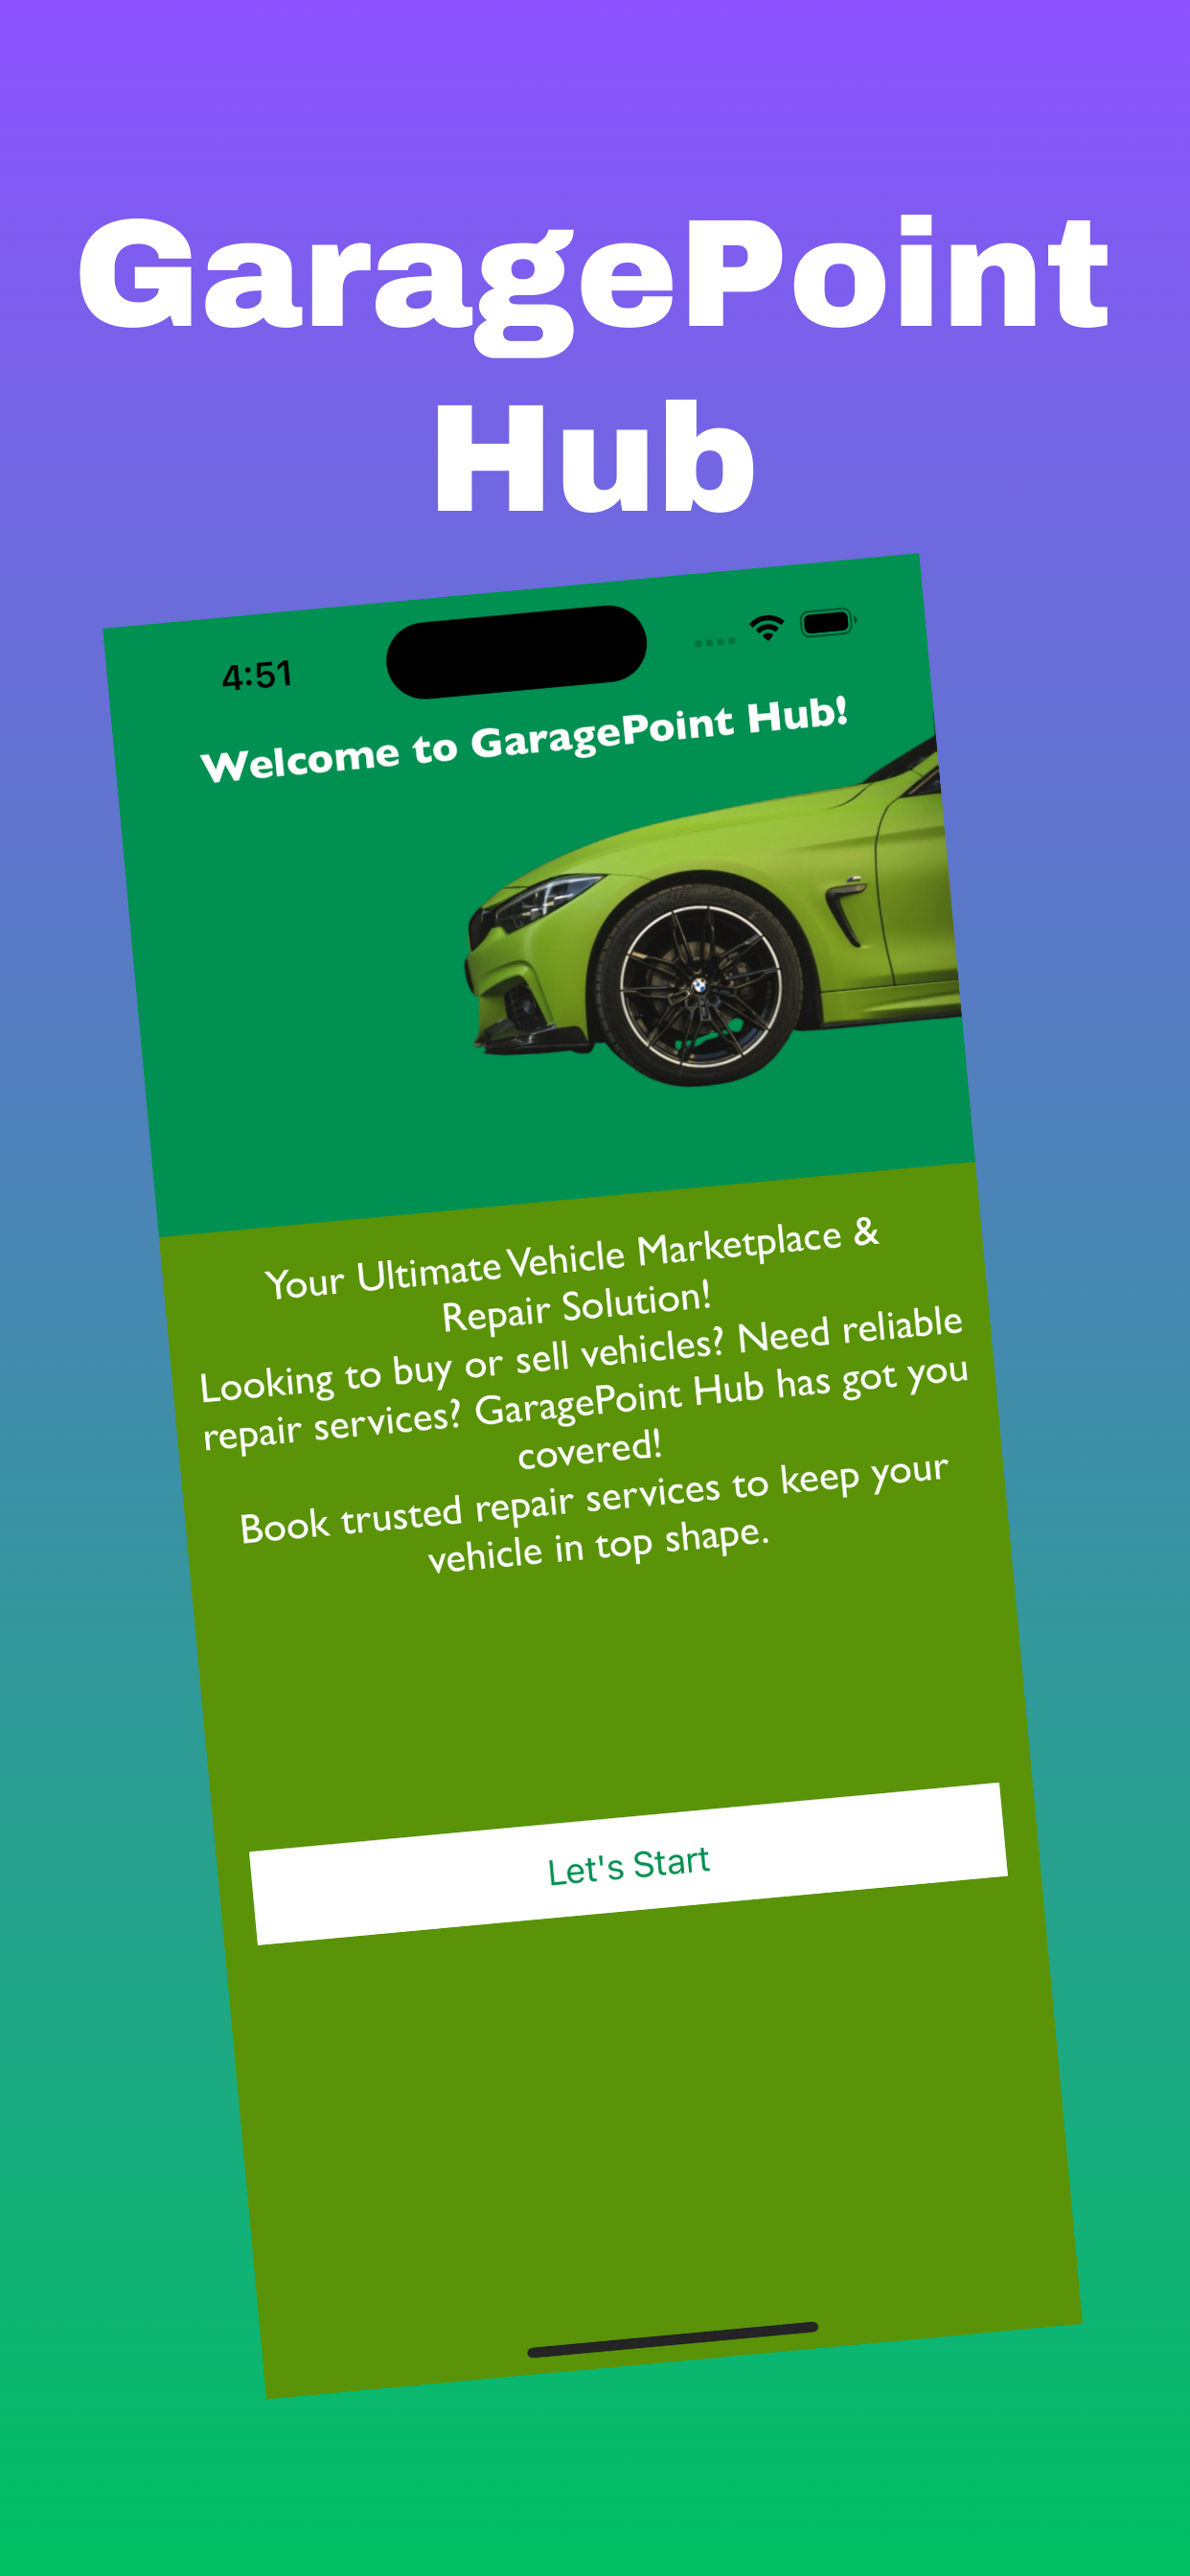 GaragePoint
Hub
4:51
Welcome to GaragePoint Hub!
Your Ultimate Vehicle Marketplace &
Repair Solution!
Looking to buy or sell vehicles? Need reliable
repair services? GaragePoint Hub has got you
covered!
Book trusted repair services to keep your
vehicle in top shape.
Let's Start